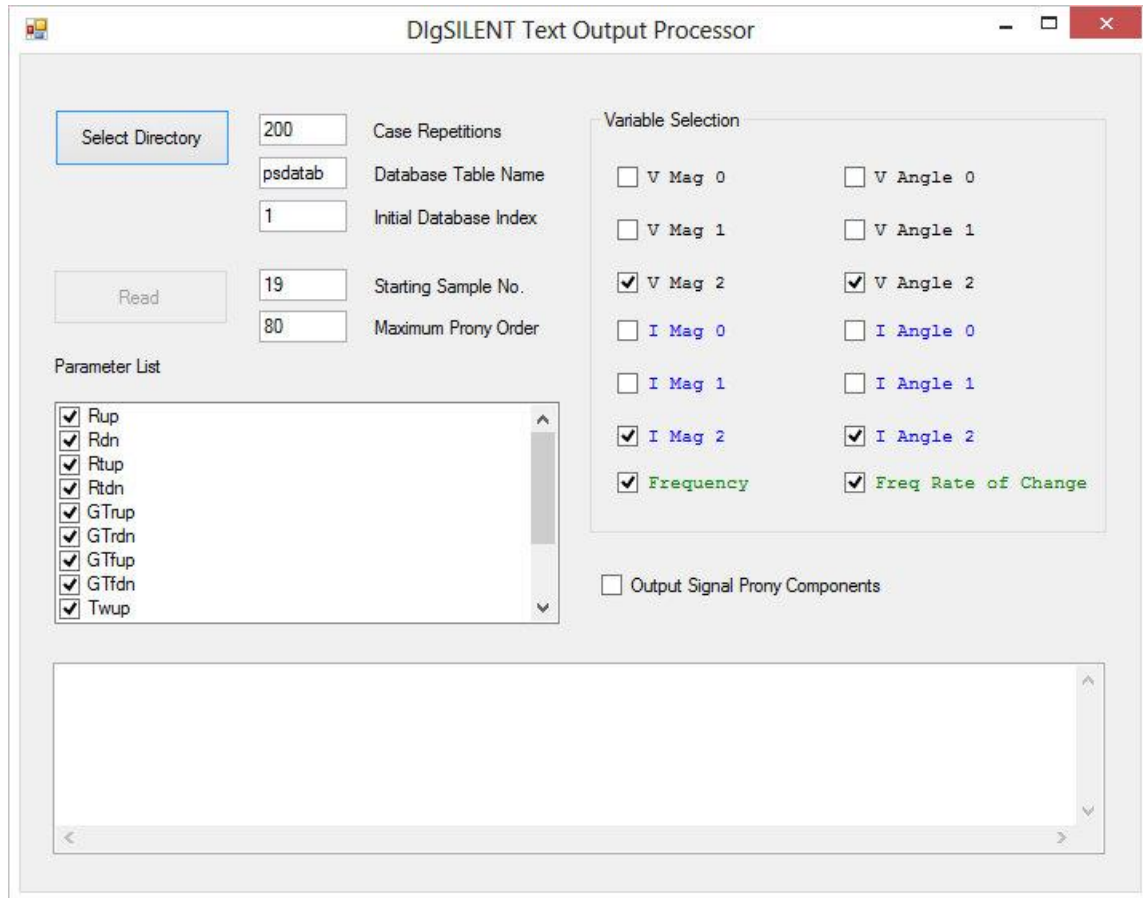 DIgSILENT Text Output Processor
Select Directory
200 Case Repetitions
psdatab Database Table Name
1 Initial Database Index
Read
19 Starting Sample No.
80 Maximum Prony Order
Parameter List
Rup
Rdn
Rtup
Rtdn
GTrup
GTrdn
GTfup
GTfdn
Twup
Variable Selection
V Mag 0 V Angle 0
V Mag 1 V Angle 1
V Mag 2 V Angle 2
I Mag 0 I Angle 0
I Mag 1 I Angle 1
I Mag 2 I Angle 2
Frequency Freq Rate of Change
Output Signal Prony Components